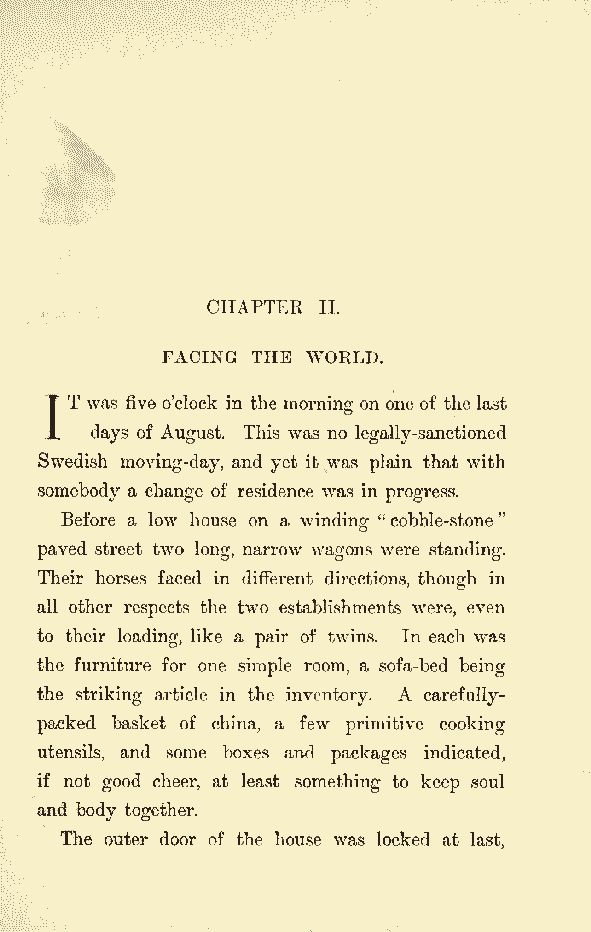 CHAPTER II.
FACING THE WORLD.
IT was five o'clock in the morning on one of the last
days of August. This was no legally-sanctioned
Swedish moving-day, and yet it was plain that with
somebody a change of residence was in progress.
Before a low house on a winding "cobble-stone"
paved street two long, narrow wagons were standing.
Their horses faced in different directions, though in
all other respects the two establishments were, even
to their loading, like a pair of twins. In each was
the furniture for one simple room, a sofa-bed being
the striking article in the inventory. A carefully-
packed basket of china, a few primitive cooking
utensils, and some boxes and packages indicated,
if not good cheer, at least something to keep soul
and body together.
The outer door of the house was locked at last,